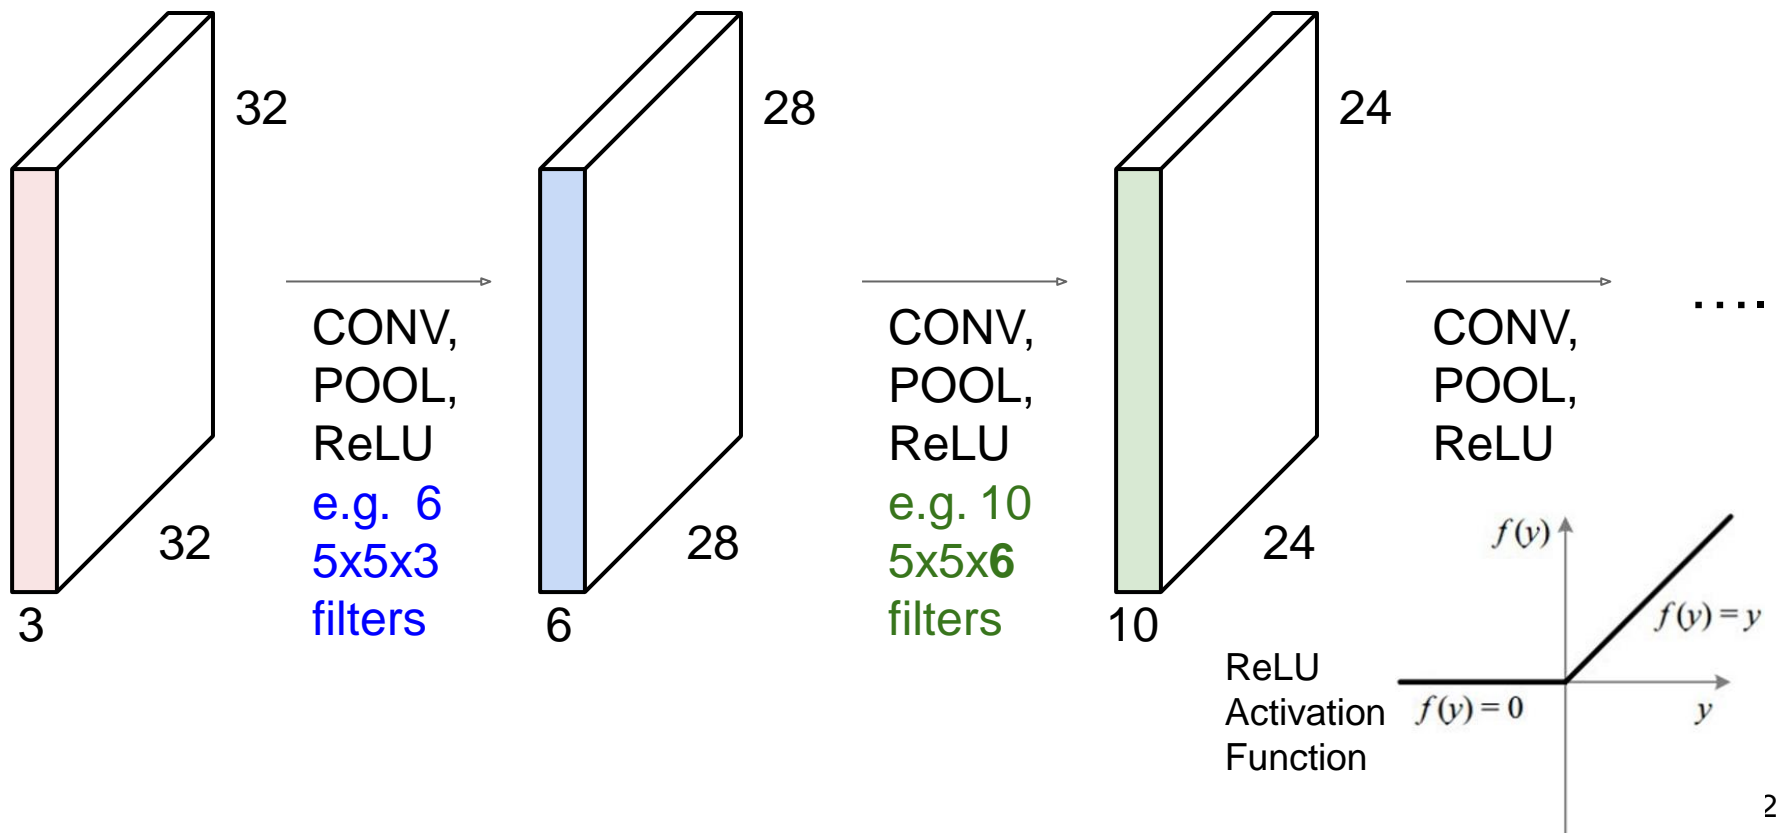 32
32
3
CONV,
POOL,
ReLU
e.g. 6
5x5x3
filters
28
28
6
CONV,
POOL,
ReLU
e.g. 10
5x5x6
filters
24
24
10
CONV,
POOL,
ReLU
....
ReLU
Activation
Function
f(y)
f(y) = y
f(y) = 0
y
2